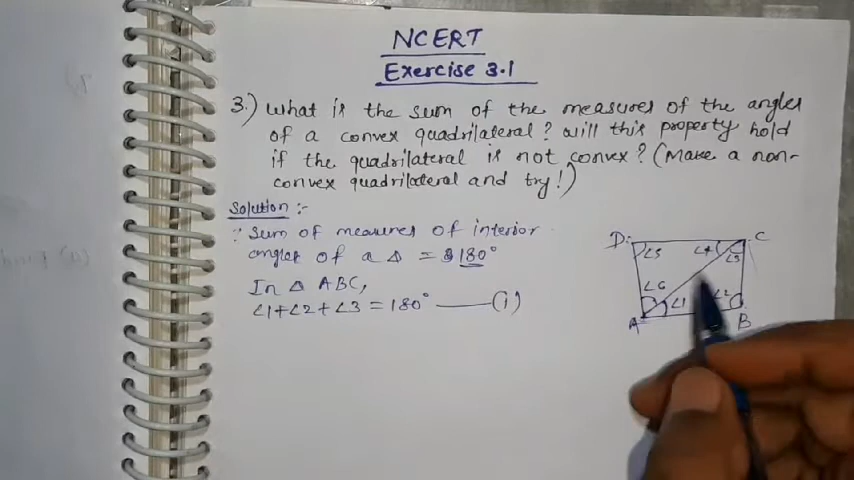 NCERT
Exercise 3.1
3.) What is the sum of the measures of the angles
of a convex quadrilateral? Will this property hold
if the quadrilateral is not convex? (Make a non-
convex quadrilateral and try!)
Solution :-
∵ Sum of measures of interior
angles of a Δ = 180°
In Δ ABC,
∠1+∠2+∠3 = 180° ——(i)
D
∠5
∠4
C
∠3
∠6
∠1
∠2
A
B